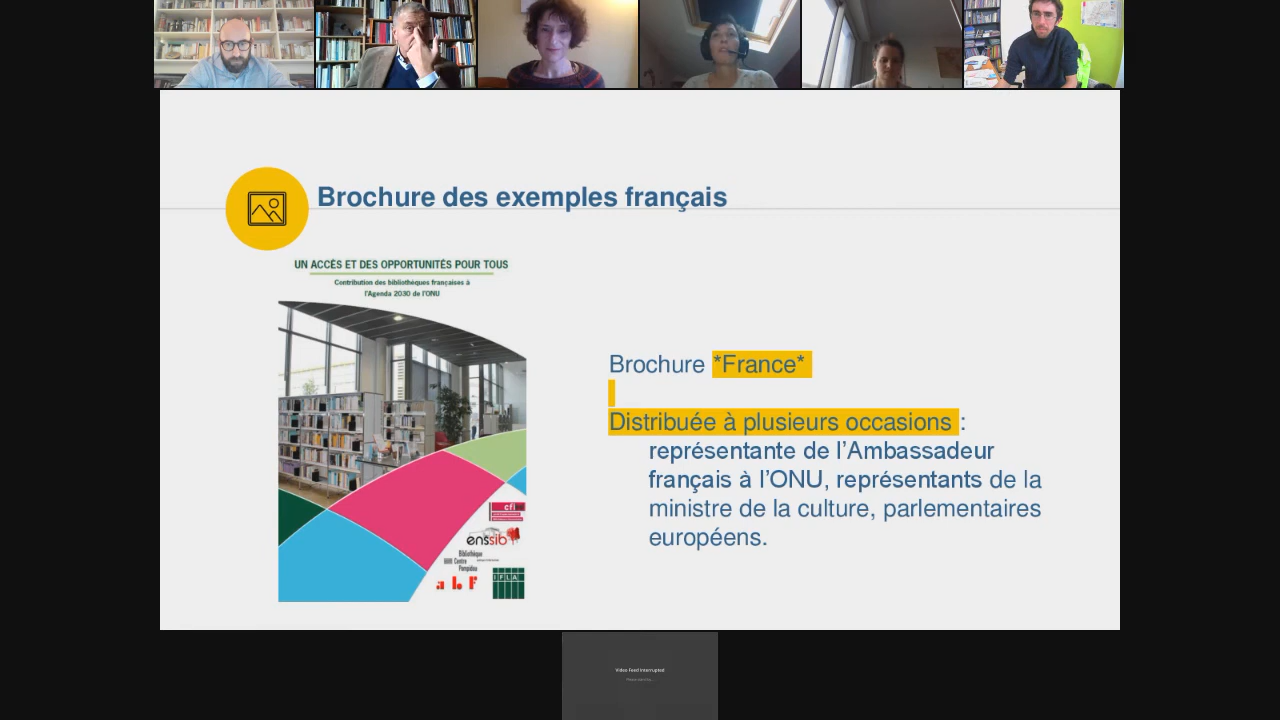 Brochure des exemples français
UN ACCÈS ET DES OPPORTUNITÉS POUR TOUS
Contribution des bibliothèques françaises à
l'Agenda 2030 de l'ONU
Brochure *France*
Distribuée à plusieurs occasions :
représentante de l'Ambassadeur
français à l'ONU, représentants de la
ministre de la culture, parlementaires
européens.
cfi
enssib
Bibliothèque
Centre
Pompidou
abf
IFLA
Video Feed Interrupted